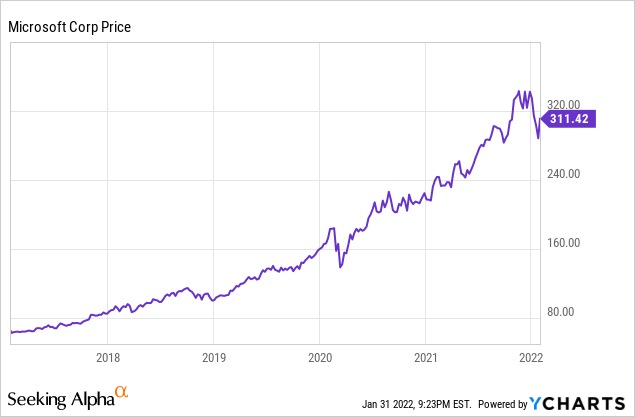 Microsoft Corp Price
320.00
311.42
240.00
160.00
80.00
2018 2019 2020 2021 2022
Seeking Alphaα
Jan 31 2022, 9:23PM EST. Powered by YCHARTS